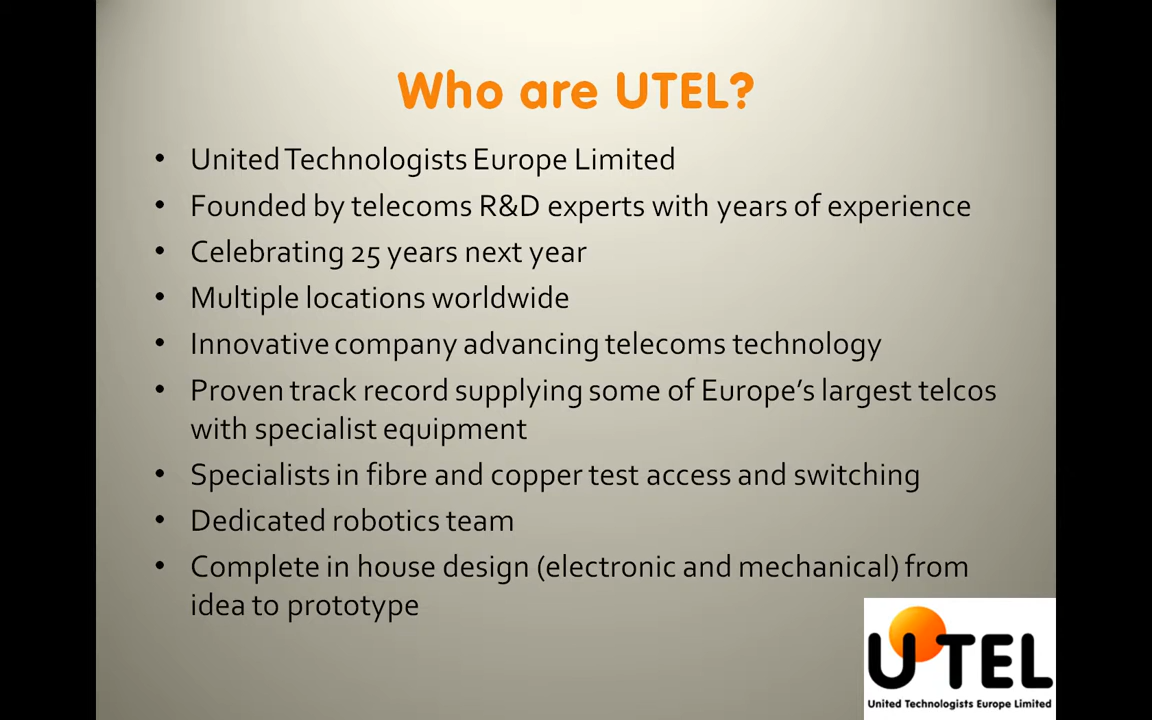 Who are UTEL?
• United Technologists Europe Limited
• Founded by telecoms R&D experts with years of experience
• Celebrating 25 years next year
• Multiple locations worldwide
• Innovative company advancing telecoms technology
• Proven track record supplying some of Europe’s largest telcos
with specialist equipment
• Specialists in fibre and copper test access and switching
• Dedicated robotics team
• Complete in house design (electronic and mechanical) from
idea to prototype
UTEL
United Technologists Europe Limited